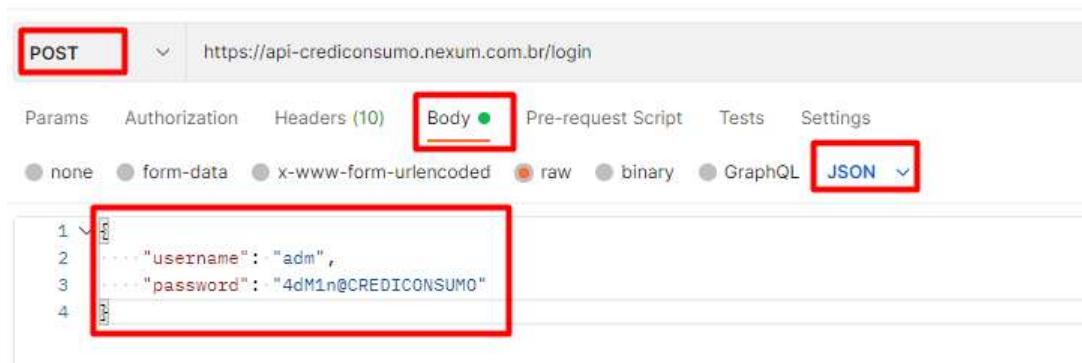 POST https://api-crediconsumo.nexum.com.br/login
Params Authorization Headers (10) Body Pre-request Script Tests Settings
none form-data x-www-form-urlencoded raw binary GraphQL JSON
1 {
2 "username": "adm",
3 "password": "4dM1n@CREDICONSUMO"
4 }